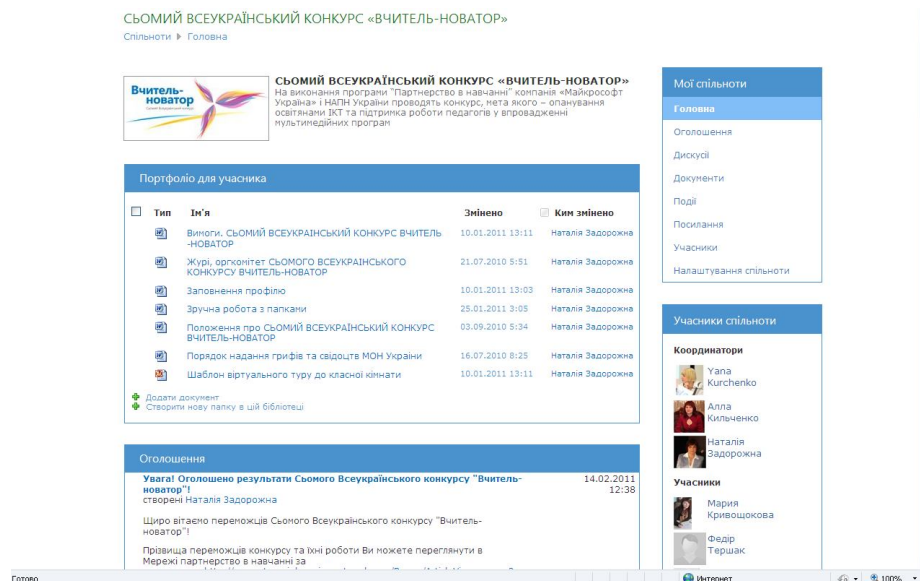 СЬОМИЙ ВСЕУКРАЇНСЬКИЙ КОНКУРС «ВЧИТЕЛЬ-НОВАТОР»
Спільноти ▶ Головна
Вчитель-
новатор
СЬОМИЙ ВСЕУКРАЇНСЬКИЙ КОНКУРС «ВЧИТЕЛЬ-НОВАТОР»
На виконання програми "Партнерство в навчанні" компанія «Майкрософт
Україна» і НАПН України проводять конкурс, мета якого – опанування
освітянами ІКТ та підтримка роботи педагогів у впровадженні
мультимедійних програм
Портфоліо для учасника
Тип Ім'я Змінено Ким змінено
Вимоги. СЬОМИЙ ВСЕУКРАЇНСЬКИЙ КОНКУРС ВЧИТЕЛЬ 10.01.2011 13:11 Наталія Задорожна
-НОВАТОР
Журі, оргкомітет СЬОМОГО ВСЕУКРАЇНСЬКОГО 21.07.2010 5:51 Наталія Задорожна
КОНКУРСУ ВЧИТЕЛЬ-НОВАТОР
Заповнення профілю 10.01.2011 13:03 Наталія Задорожна
Зручна робота з папками 25.01.2011 3:05 Наталія Задорожна
Положення про СЬОМИЙ ВСЕУКРАЇНСЬКИЙ КОНКУРС 03.09.2010 5:34 Наталія Задорожна
ВЧИТЕЛЬ-НОВАТОР
Порядок надання грифів та свідоцтв МОН України 16.07.2010 8:25 Наталія Задорожна
Шаблон віртуального туру до класної кімнати 10.01.2011 13:11 Наталія Задорожна
Додати документ
Створити нову папку в цій бібліотеці
Оголошення
Увага! Оголошено результати Сьомого Всеукраїнського конкурсу "Вчитель- 14.02.2011
новатор"! 12:38
створені Наталія Задорожна
Щиро вітаємо переможців Сьомого Всеукраїнського конкурсу "Вчитель-
новатор"!
Прізвища переможців конкурсу та їхні роботи Ви можете переглянути в
Мережі партнерство в навчанні за
Мої спільноти
Головна
Оголошення
Дискусії
Документи
Події
Посилання
Учасники
Налаштування спільноти
Учасники спільноти
Координатори
Yana
Kurchenko
Алла
Кильченко
Наталія
Задорожна
Учасники
Мария
Кривощокова
Федір
Тершак
Готово Интернет 100%